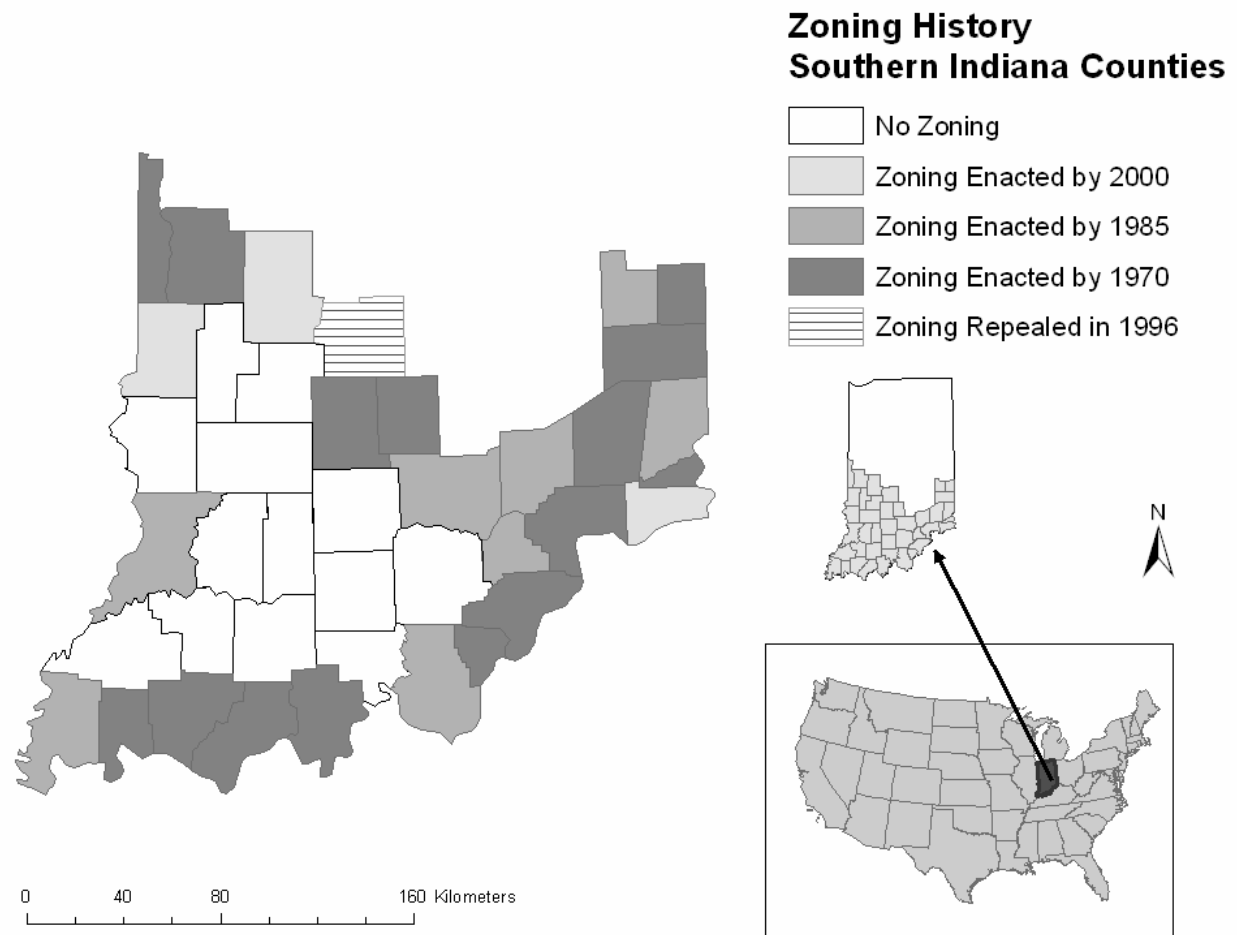 Zoning History
Southern Indiana Counties
No Zoning
Zoning Enacted by 2000
Zoning Enacted by 1985
Zoning Enacted by 1970
Zoning Repealed in 1996
N
0 40 80 160 Kilometers